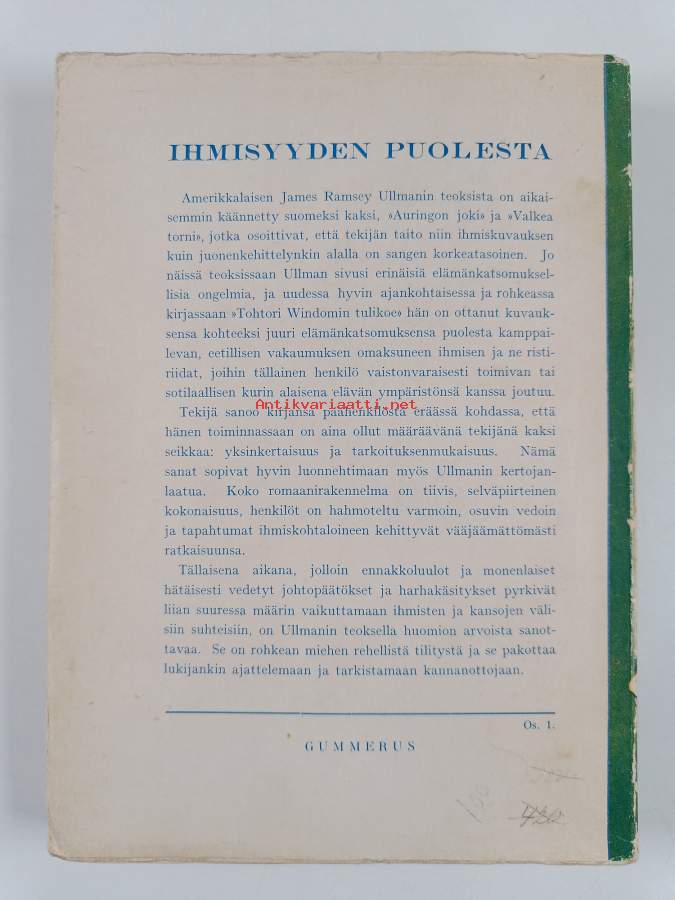 IHMISYYDEN PUOLESTA
Amerikkalaisen James Ramsey Ullmanin teoksista on aikai-
semmin käännetty suomeksi kaksi, »Auringon joki» ja »Valkea
torni», jotka osoittivat, että tekijän taito niin ihmiskuvauksen
kuin juonenkehittelynkin alalla on sangen korkeatasoinen. Jo
näissä teoksissaan Ullman sivusi erinäisiä elämänkatsomuksel-
lisia ongelmia, ja uudessa hyvin ajankohtaisessa ja rohkeassa
kirjassaan »Tohtori Windomin tulikoe» hän on ottanut kuvauk-
sensa kohteeksi juuri elämänkatsomuksensa puolesta kamppai-
levan, eetillisen vakaumuksen omaksuneen ihmisen ja ne risti-
riidat, joihin tällainen henkilö vaistonvaraisesti toimivan tai
sotilaallisen kurin alaisena elävän ympäristönsä kanssa joutuu.
Antikvariaatti.net
Tekijä sanoo kirjansa päähenkilöstä eräässä kohdassa, että
hänen toiminnassaan on aina ollut määräävänä tekijänä kaksi
seikkaa: yksinkertaisuus ja tarkoituksenmukaisuus. Nämä
sanat sopivat hyvin luonnehtimaan myös Ullmanin kertojan-
laatua. Koko romaanirakennelma on tiivis, selväpiirteinen
kokonaisuus, henkilöt on hahmoteltu varmoin, osuvin vedoin
ja tapahtumat ihmiskohtaloineen kehittyvät vääjäämättömästi
ratkaisuunsa.
Tällaisena aikana, jolloin ennakkoluulot ja monenlaiset
hätäisesti vedetyt johtopäätökset ja harhakäsitykset pyrkivät
liian suuressa määrin vaikuttamaan ihmisten ja kansojen väli-
siin suhteisiin, on Ullmanin teoksella huomion arvoista sanot-
tavaa. Se on rohkean miehen rehellistä tilitystä ja se pakottaa
lukijankin ajattelemaan ja tarkistamaan kannanottojaan.
Os. 1.
GUMMERUS